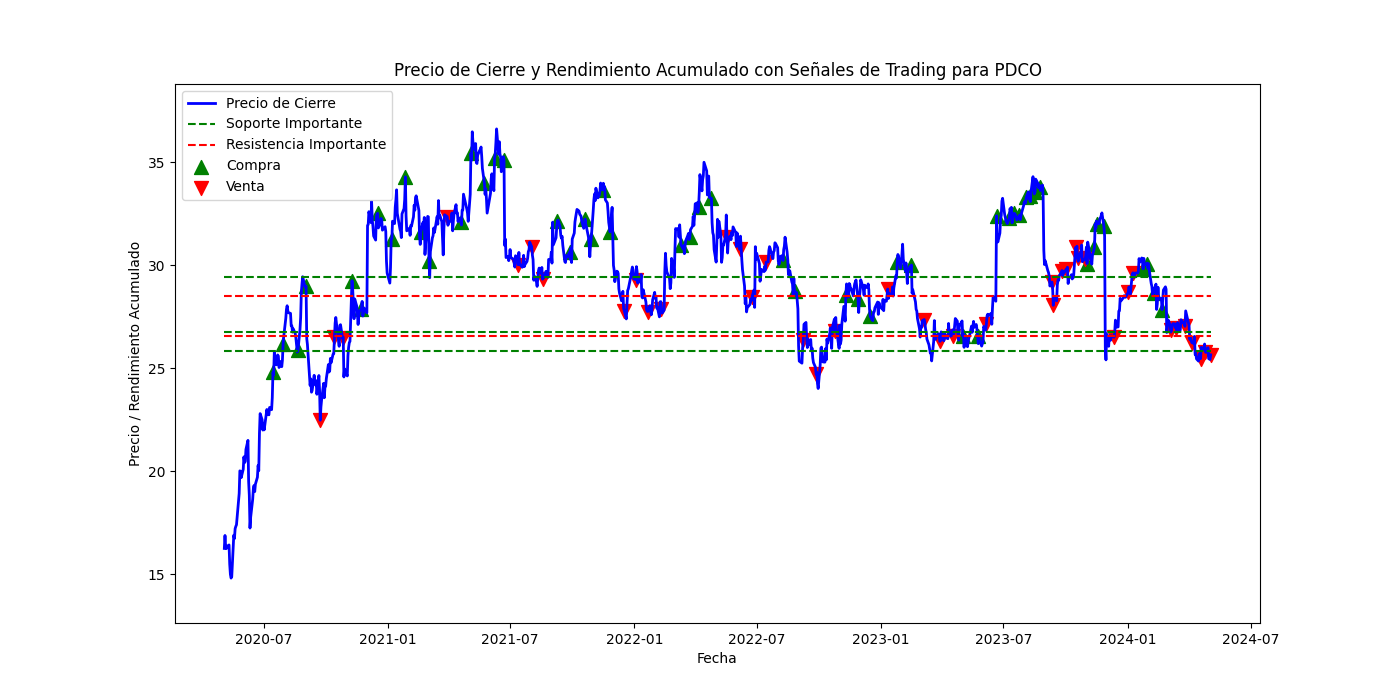 Precio de Cierre y Rendimiento Acumulado con Señales de Trading para PDCO
Precio de Cierre
Soporte Importante
Resistencia Importante
Compra
Venta
Precio / Rendimiento Acumulado
35
30
25
20
15
2020-07
2021-01
2021-07
2022-01
2022-07
2023-01
2023-07
2024-01
2024-07
Fecha